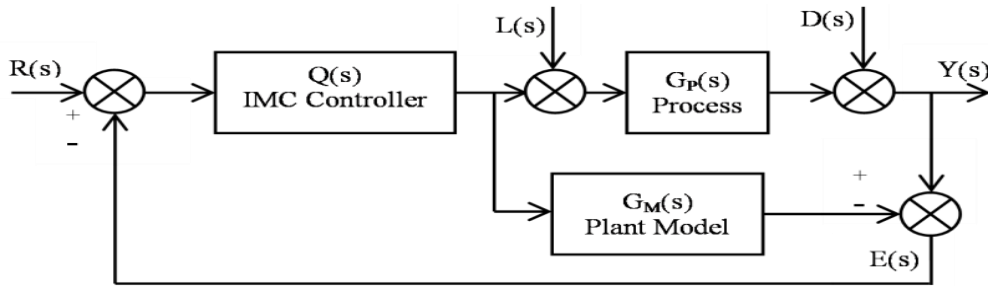 L(s)
D(s)
R(s)
Q(s)
IMC Controller
G_P(s)
Process
Y(s)
+
-
G_M(s)
Plant Model
+
-
E(s)